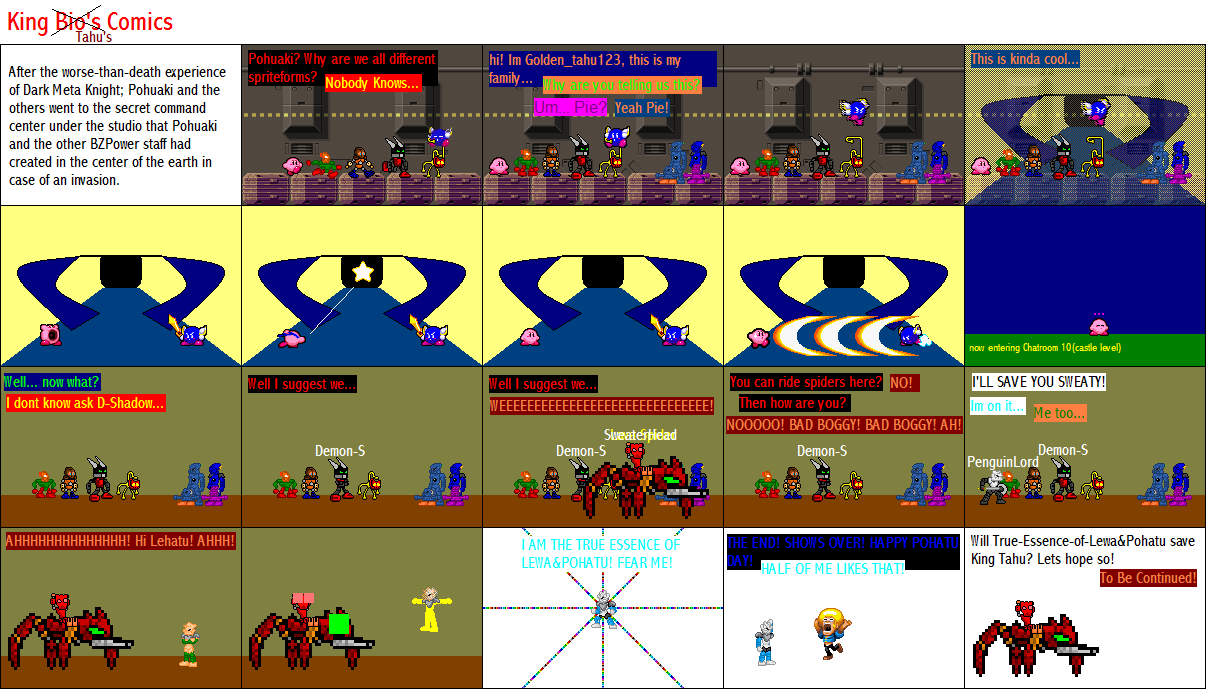 King Bio's Comics
Tahu's
After the worse-than-death experience
of Dark Meta Knight; Pohuaki and the
others went to the secret command
center under the studio that Pohuaki
and the other BZPower staff had
created in the center of the earth in
case of an invasion.
Pohuaki? Why are we all different
spriteforms?
Nobody Knows...
hi! Im Golden_tahu123, this is my
family...
Why are you telling us this?
Um... Pie?
Yeah Pie!
This is kinda cool...
now entering Chatroom 10(castle level)
Well... now what?
I dont know ask D-Shadow...
Well I suggest we...
Demon-S
Well I suggest we...
WEEEEEEEEEEEEEEEEEEEEEEEEEEEEEE!
Demon-S
You can ride spiders here?
NO!
Then how are you?
NOOOOO! BAD BOGGY! BAD BOGGY! AH!
Demon-S
I'LL SAVE YOU SWEATY!
Im on it...
Me too...
Demon-S
PenguinLord
AHHHHHHHHHHHHHH! Hi Lehatu! AHHH!
I AM THE TRUE ESSENCE OF
LEWA&POHATU! FEAR ME!
THE END! SHOWS OVER! HAPPY POHATU
DAY!
HALF OF ME LIKES THAT!
Will True-Essence-of-Lewa&Pohatu save
King Tahu? Lets hope so!
To Be Continued!